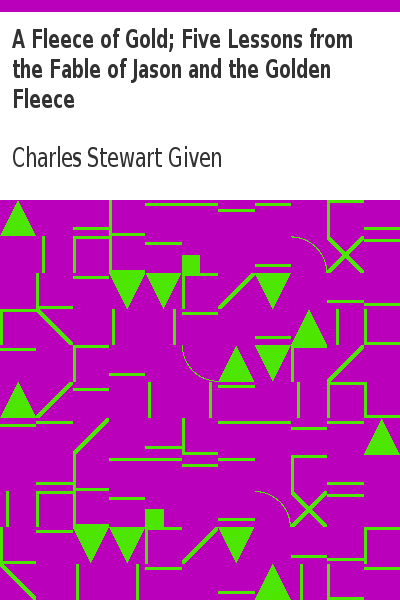 A Fleece of Gold; Five Lessons from
the Fable of Jason and the Golden
Fleece
Charles Stewart Given